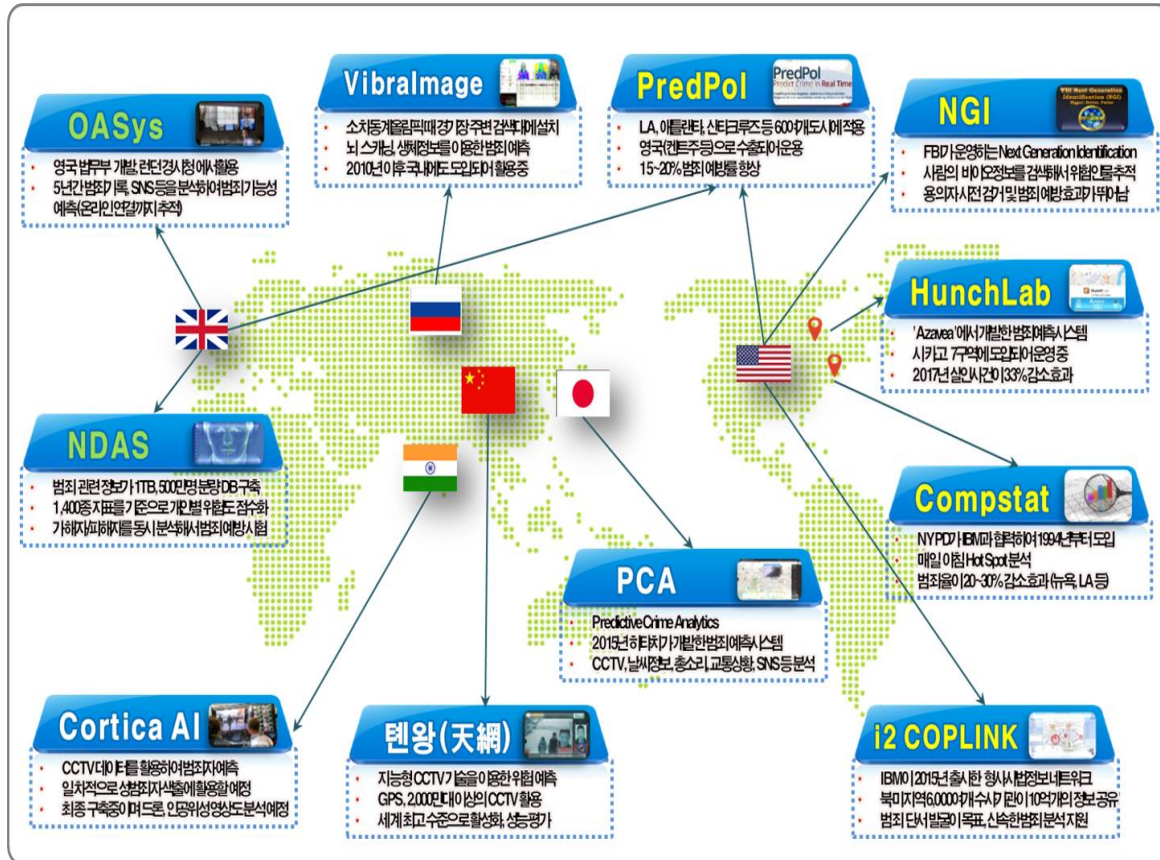 OASys
영국 법무부 개발, 런던 경시청에서 활용
5년간 범죄기록, SNS 등을 분석하여 범죄 가능성
예측(온라인 연결까지 추적)
VibraImage
소치 동계올림픽 때 경기장 주변 검색대에 설치
뇌 스캐닝, 생체정보를 이용한 범죄 예측
2010년 이후 국내에도 도입되어 활용 중
PredPol
PredPol
Predict Crime in Real Time
LA, 애틀란타, 산타크루즈 등 60여개 도시에 적용
영국(켄트주 등)으로 수출되어 운용
15~20% 범죄 예방률 향상
NGI
FBI Next Generation
Identification (NGI)
Bigger, Better, Faster
FBI가 운영하는 Next Generation Identification
사람의 바이오정보를 검색해서 위험인물 추적
용의자 사전 검거 및 범죄 예방 효과가 뛰어남
HunchLab
'Azavea'에서 개발한 범죄예측시스템
시카고 7구역에 도입되어 운영 중
2017년 살인사건이 33% 감소 효과
NDAS
범죄 관련 정보가 1TB, 500만명 분량 DB 구축
1,400종 지표를 기준으로 개인별 위험도 점수화
가해자/피해자를 동시 분석해서 범죄 예방 시험
Compstat
NYPD가 IBM과 협력하여 1994년부터 도입
매일 아침 Hot Spot 분석
범죄율이 20~30% 감소 효과 (뉴욕, LA 등)
PCA
Predictive Crime Analytics
2015년 히타치가 개발한 범죄예측시스템
CCTV, 날씨정보, 총소리, 교통상황, SNS 등 분석
Cortica AI
CCTV 데이터를 활용하여 범죄자 예측
일차적으로 성범죄자 색출에 활용할 예정
최종 구축중이며 드론, 인공위성 영상도 분석 예정
톈왕(天網)
지능형 CCTV 기술을 이용한 위험 예측
GPS, 2,000만대 이상의 CCTV 활용
세계 최고 수준으로 활성화, 성능 평가
i2 COPLINK
IBM이 2015년 출시한 형사사법정보 네트워크
북미 지역 6,000여개 수사기관이 10억개의 정보 공유
범죄 단서 발굴이 목표, 신속한 범죄 분석 지원